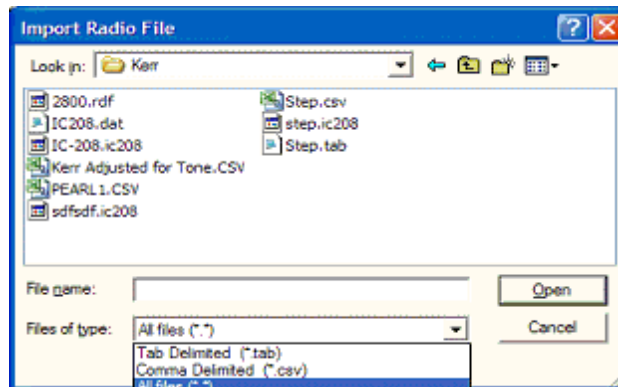 Import Radio File
Look in: Kerr
2800.rdf
IC208.dat
IC-208.ic208
Kerr Adjusted for Tone.CSV
PEARL1.CSV
sdfsdf.ic208
Step.csv
step.ic208
Step.tab
File name:
Open
Files of type: All files (*.*)
Cancel
Tab Delimited (*.tab)
Comma Delimited (*.csv)
All files (*.*)